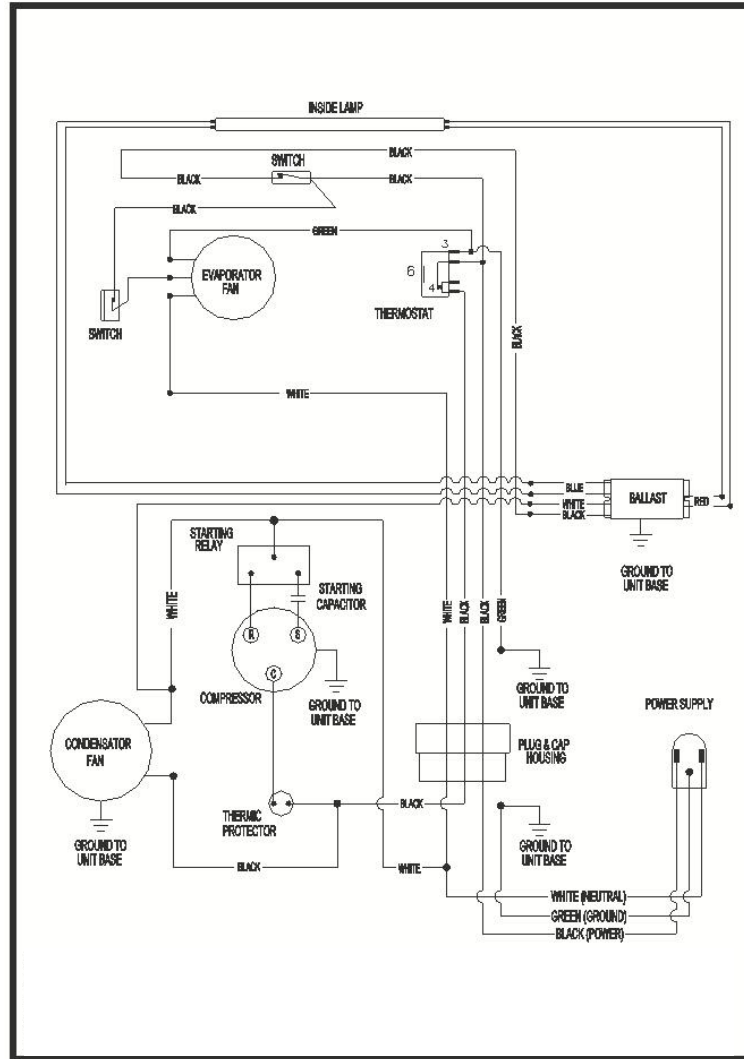 INSIDE LAMP
BLACK
SWITCH
BLACK
BLACK
BLACK
GREEN
3
EVAPORATOR
FAN
6
4
THERMOSTAT
SWITCH
BLACK
WHITE
BLUE
WHITE
BLACK
BALLAST
RED
GROUND TO
UNIT BASE
STARTING
RELAY
STARTING
CAPACITOR
WHITE
R
S
C
COMPRESSOR
GROUND TO
UNIT BASE
WHITE
BLACK
BLACK
GREEN
GROUND TO
UNIT BASE
POWER SUPPLY
CONDENSATOR
FAN
PLUG & CAP
HOUSING
THERMIC
PROTECTOR
BLACK
GROUND TO
UNIT BASE
GROUND TO
UNIT BASE
BLACK
WHITE
WHITE (NEUTRAL)
GREEN (GROUND)
BLACK (POWER)